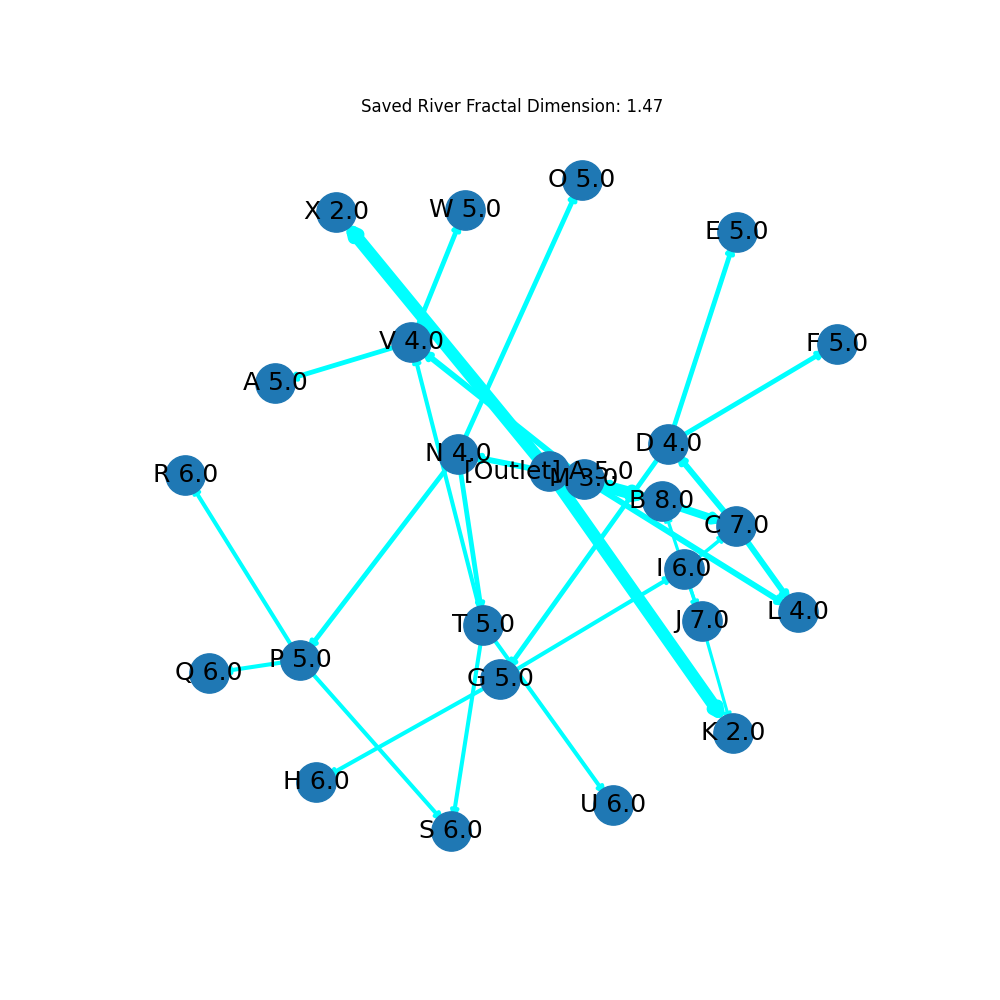 Saved River Fractal Dimension: 1.47
O 5.0
X 2.0
W 5.0
E 5.0
V 4.0
F 5.0
A 5.0
D 4.0
N 4.0
R 6.0
[Outlet] A 5.0
M 3.0
B 8.0
C 7.0
I 6.0
L 4.0
J 7.0
T 5.0
P 5.0
Q 6.0
G 5.0
K 2.0
H 6.0
U 6.0
S 6.0